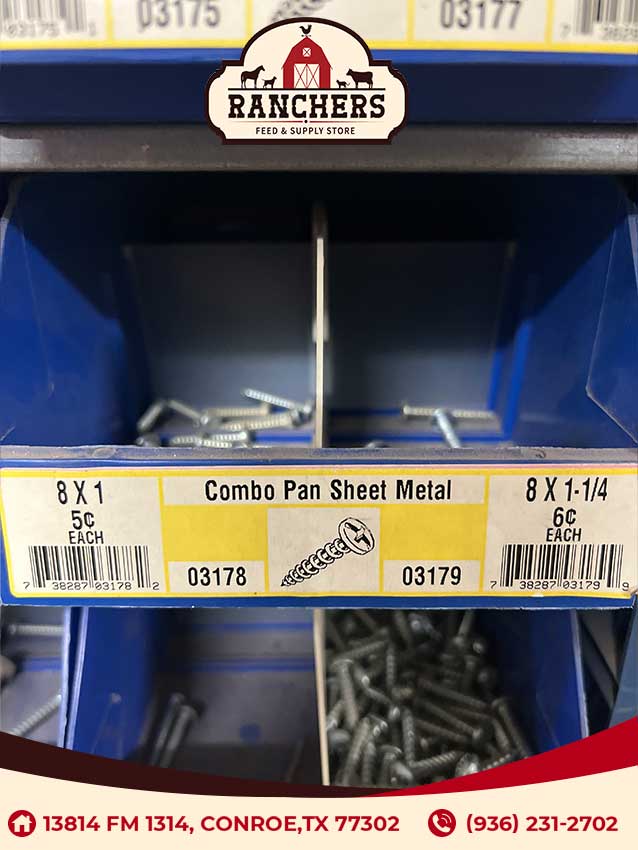 03175
03177
RANCHERS
FEED & SUPPLY STORE
8 X 1
5¢
EACH
7 38287 03178 2
Combo Pan Sheet Metal
03178
03179
8 X 1-1/4
6¢
EACH
7 38287 03179 9
13814 FM 1314, CONROE,TX 77302
(936) 231-2702